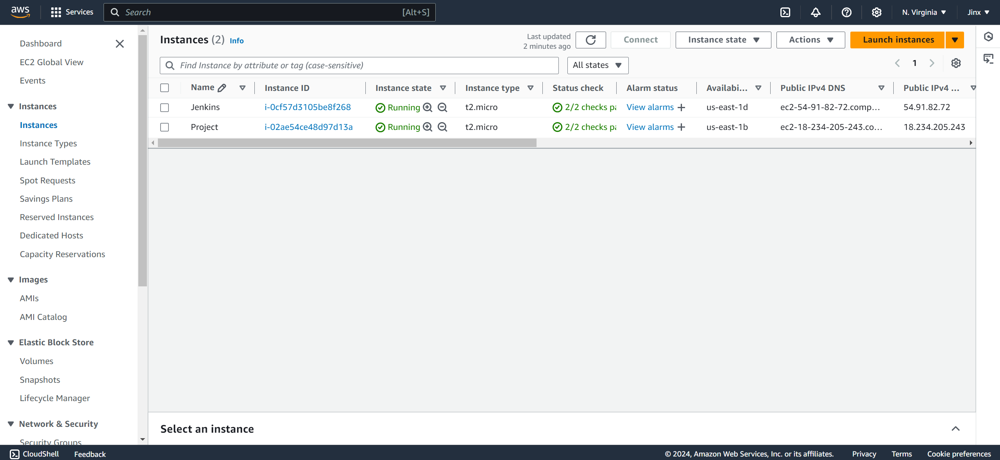 aws
Services
Search
[Alt+S]
N. Virginia
Jinx
Dashboard
EC2 Global View
Events
Instances
Instances
Instance Types
Launch Templates
Spot Requests
Savings Plans
Reserved Instances
Dedicated Hosts
Capacity Reservations
Images
AMIs
AMI Catalog
Elastic Block Store
Volumes
Snapshots
Lifecycle Manager
Network & Security
Security Groups
Instances (2) Info
Last updated
2 minutes ago
Connect
Instance state
Actions
Launch instances
Find Instance by attribute or tag (case-sensitive)
All states
1
Name Instance ID Instance state Instance type Status check Alarm status Availabi... Public IPv4 DNS Public IPv4 ...
Jenkins i-0cf57d3105be8f268 Running t2.micro 2/2 checks pa View alarms us-east-1d ec2-54-91-82-72.comp... 54.91.82.72
Project i-02ae54ce48d97d13a Running t2.micro 2/2 checks pa View alarms us-east-1b ec2-18-234-205-243.co... 18.234.205.243
Select an instance
CloudShell
Feedback
© 2024, Amazon Web Services, Inc. or its affiliates.
Privacy
Terms
Cookie preferences